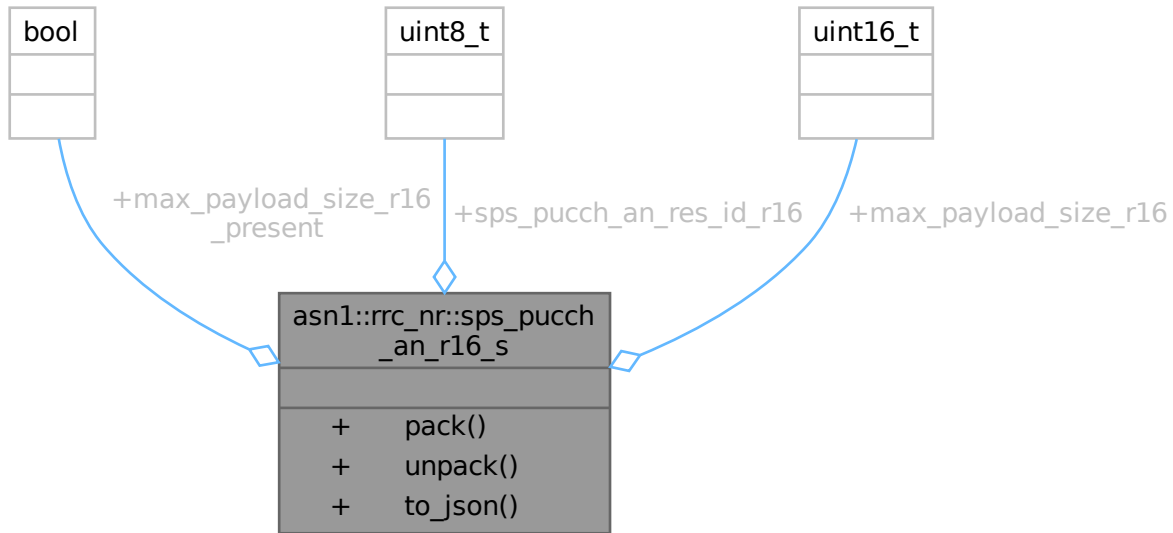 bool
uint8_t
uint16_t
+max_payload_size_r16
_present
+sps_pucch_an_res_id_r16
+max_payload_size_r16
asn1::rrc_nr::sps_pucch
_an_r16_s
+ pack()
+ unpack()
+ to_json()